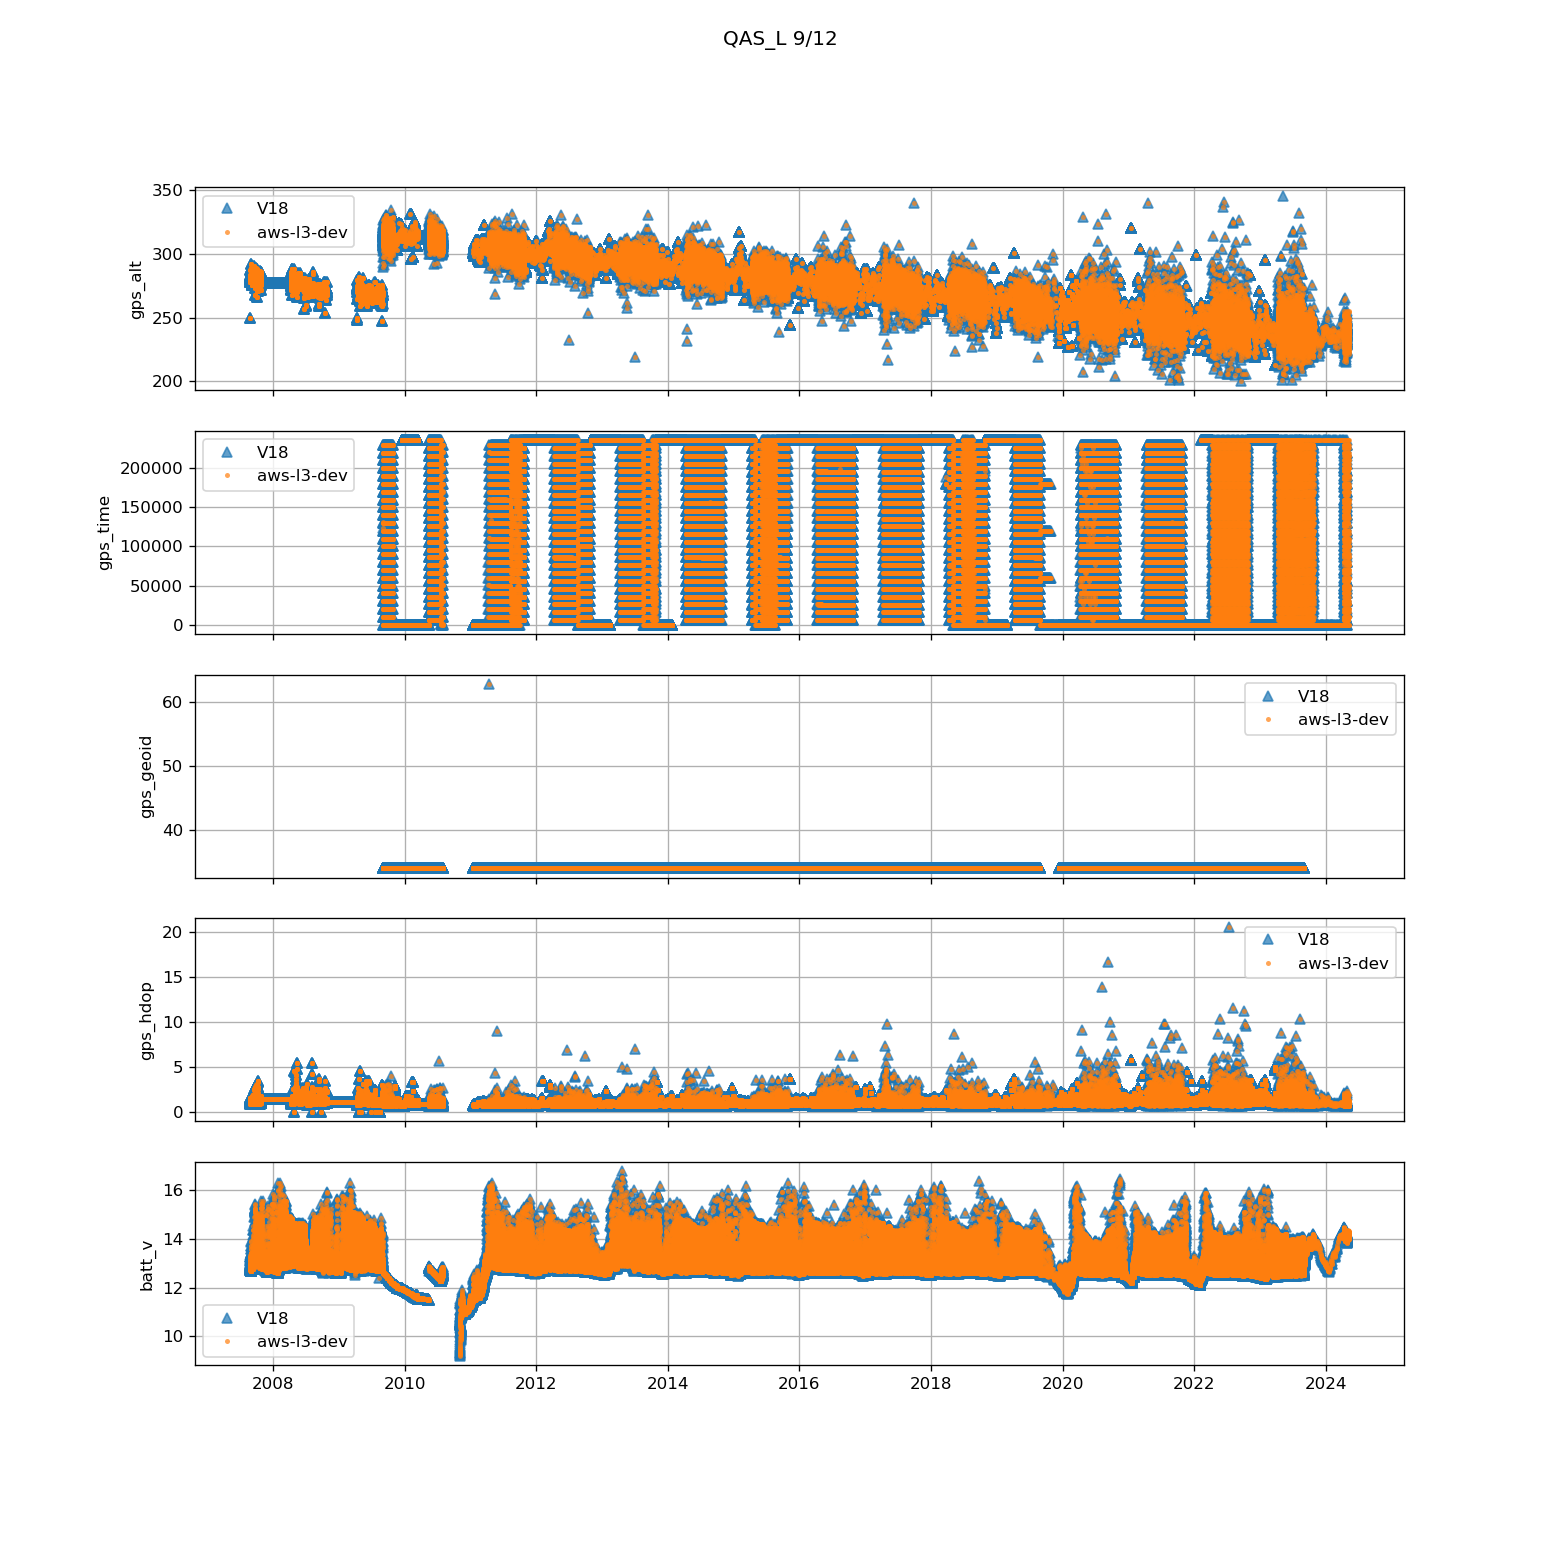 QAS_L 9/12
350
300
250
200
gps_alt
V18
aws-l3-dev
200000
150000
100000
50000
0
gps_time
V18
aws-l3-dev
60
50
40
gps_geoid
V18
aws-l3-dev
20
15
10
5
0
gps_hdop
V18
aws-l3-dev
16
14
12
10
batt_v
V18
aws-l3-dev
2008 2010 2012 2014 2016 2018 2020 2022 2024